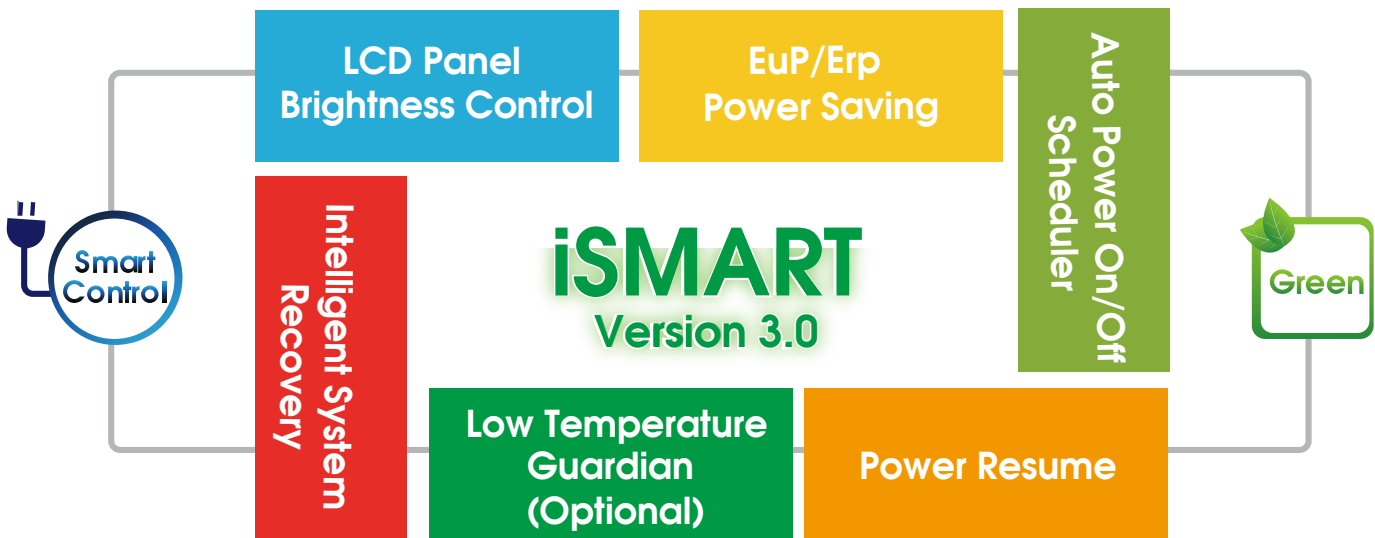 LCD Panel
Brightness Control
EuP/Erp
Power Saving
Auto Power On/Off
Scheduler
Smart
Control
Intelligent System
Recovery
iSMART
Version 3.0
Green
Low Temperature
Guardian
(Optional)
Power Resume